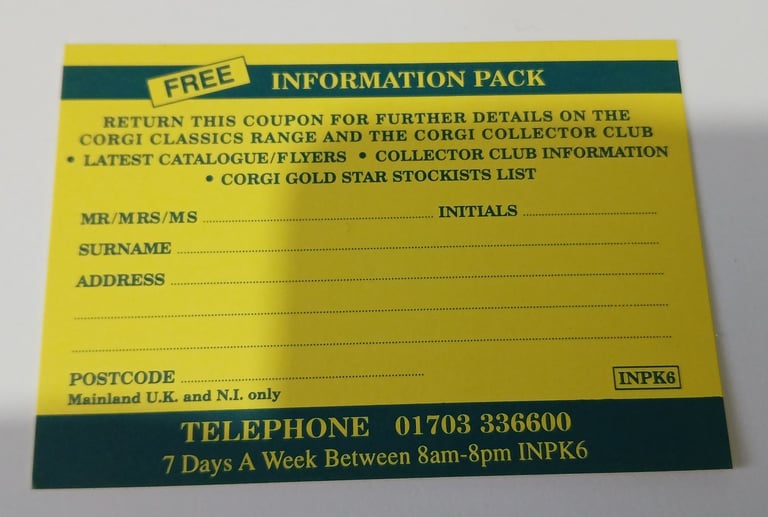 FREE INFORMATION PACK
RETURN THIS COUPON FOR FURTHER DETAILS ON THE
CORGI CLASSICS RANGE AND THE CORGI COLLECTOR CLUB
• LATEST CATALOGUE/FLYERS • COLLECTOR CLUB INFORMATION
• CORGI GOLD STAR STOCKISTS LIST
MR/MRS/MS INITIALS
SURNAME
ADDRESS
POSTCODE INPK6
Mainland U.K. and N.I. only
TELEPHONE 01703 336600
7 Days A Week Between 8am-8pm INPK6